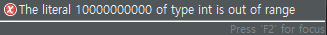 The literal 10000000000 of type int is out of range
Press 'F2' for focus